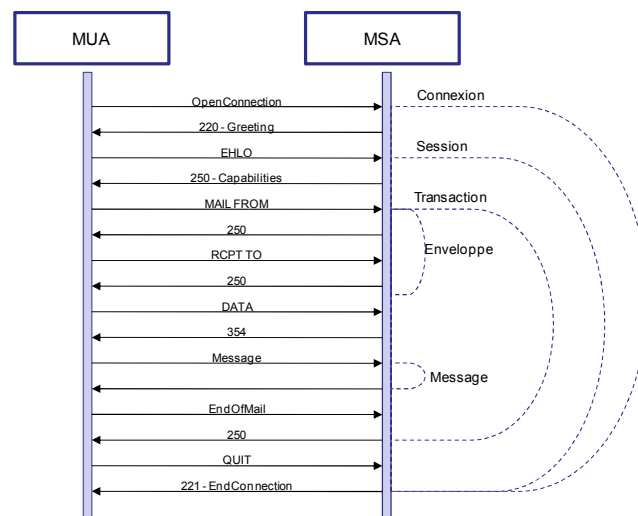 MUA
MSA
OpenConnection
Connexion
220 - Greeting
EHLO
Session
250 - Capabilities
MAIL FROM
Transaction
250
Enveloppe
RCPT TO
250
DATA
354
Message
Message
EndOfMail
250
QUIT
221 - EndConnection